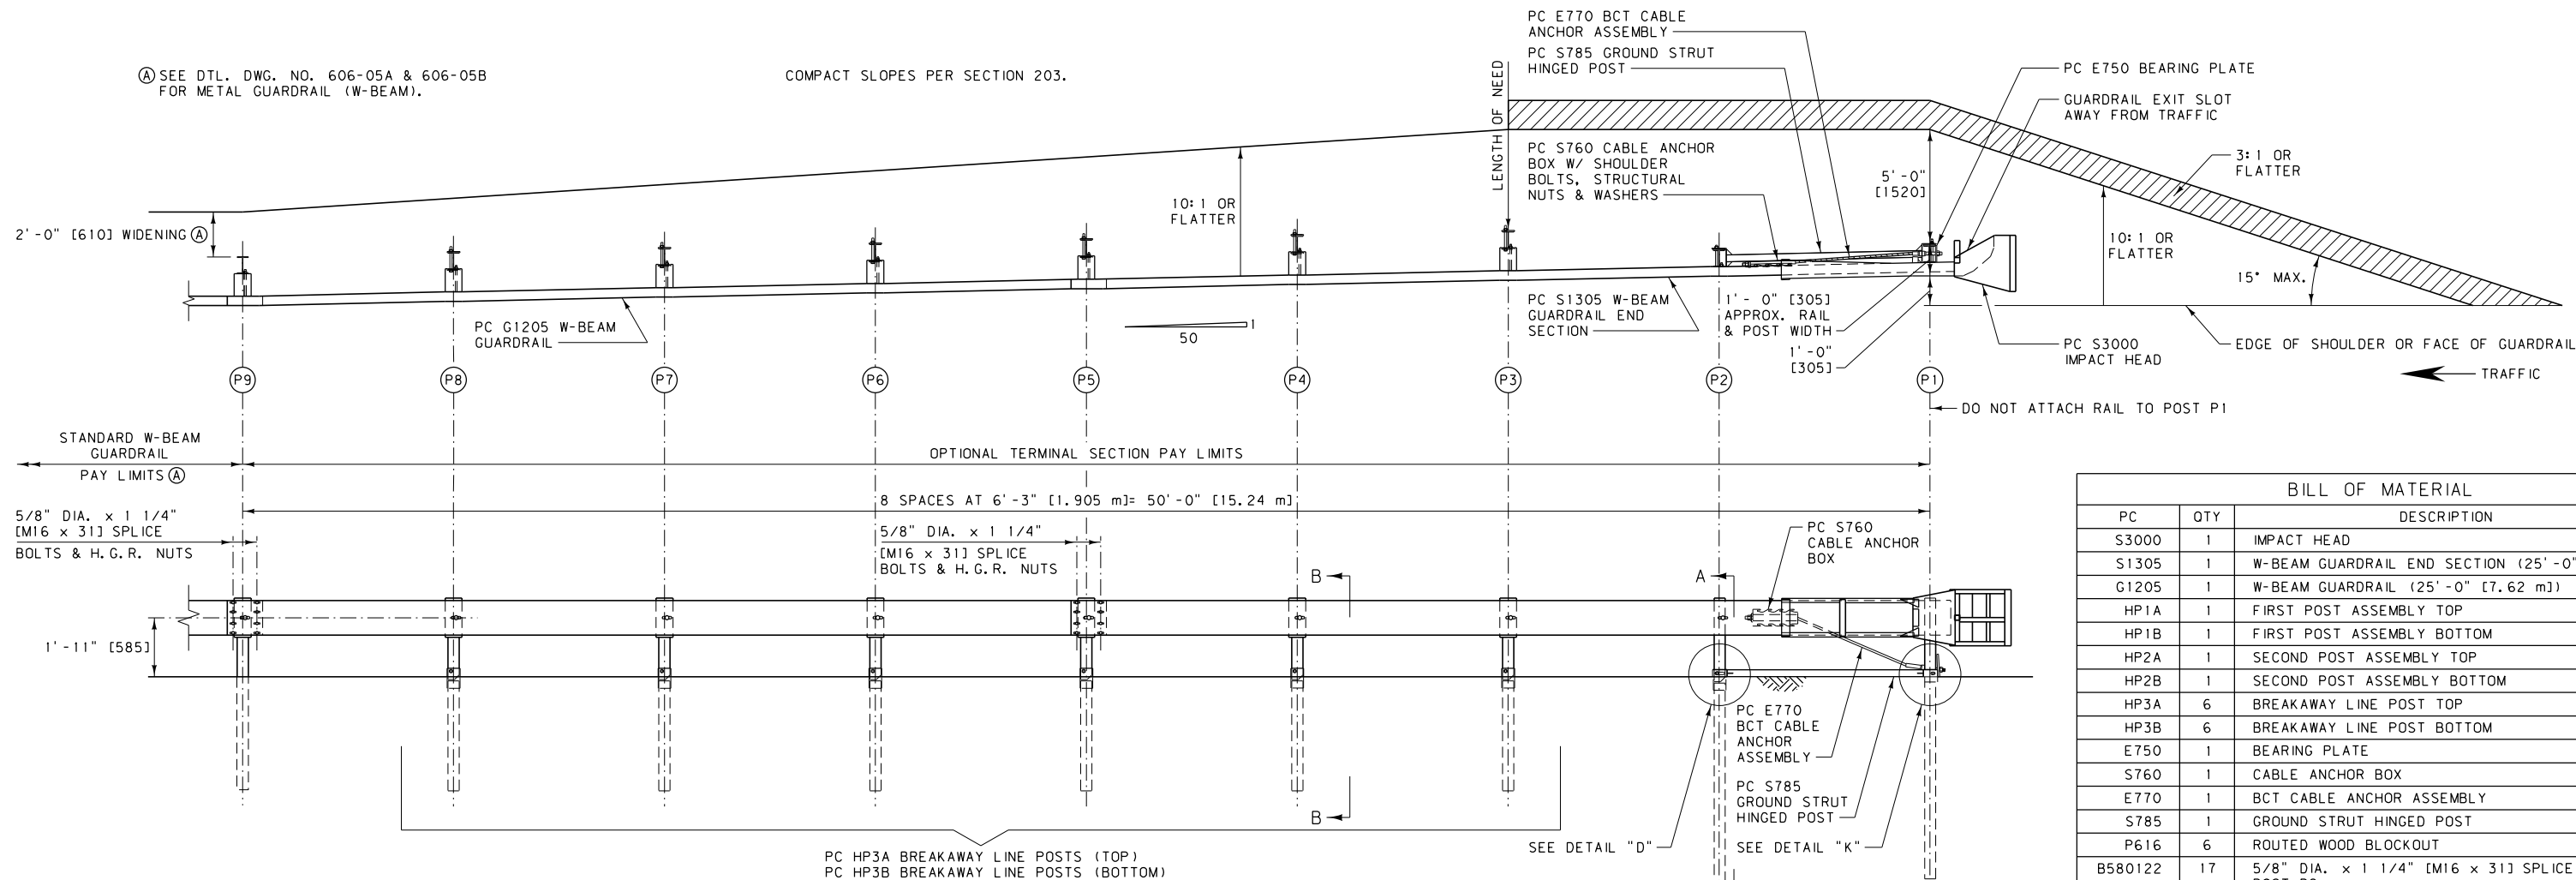 PC E770 BCT CABLE
ANCHOR ASSEMBLY
PC S785 GROUND STRUT
HINGED POST
Ⓐ SEE DTL. DWG. NO. 606-05A & 606-05B
FOR METAL GUARDRAIL (W-BEAM).
COMPACT SLOPES PER SECTION 203.
LENGTH OF NEED
PC E750 BEARING PLATE
GUARDRAIL EXIT SLOT
AWAY FROM TRAFFIC
PC S760 CABLE ANCHOR
BOX W/ SHOULDER
BOLTS, STRUCTURAL
NUTS & WASHERS
5'-0"
[1520]
3:1 OR
FLATTER
10:1 OR
FLATTER
2'-0" [610] WIDENING Ⓐ
10:1 OR
FLATTER
15° MAX.
PC G1205 W-BEAM
GUARDRAIL
1
50
PC S1305 W-BEAM
GUARDRAIL END
SECTION
1'- 0" [305]
APPROX. RAIL
& POST WIDTH
1'-0"
[305]
PC S3000
IMPACT HEAD
EDGE OF SHOULDER OR FACE OF GUARDRAIL
TRAFFIC
P9 P8 P7 P6 P5 P4 P3 P2 P1
DO NOT ATTACH RAIL TO POST P1
STANDARD W-BEAM
GUARDRAIL
PAY LIMITS Ⓐ
OPTIONAL TERMINAL SECTION PAY LIMITS
8 SPACES AT 6'-3" [1.905 m]= 50'-0" [15.24 m]
5/8" DIA. x 1 1/4"
[M16 x 31] SPLICE
BOLTS & H.G.R. NUTS
5/8" DIA. x 1 1/4"
[M16 x 31] SPLICE
BOLTS & H.G.R. NUTS
B
A
PC S760
CABLE ANCHOR
BOX
1'-11" [585]
PC E770
BCT CABLE
ANCHOR
ASSEMBLY
PC S785
GROUND STRUT
HINGED POST
B
SEE DETAIL "D"
SEE DETAIL "K"
PC HP3A BREAKAWAY LINE POSTS (TOP)
PC HP3B BREAKAWAY LINE POSTS (BOTTOM)
BILL OF MATERIAL
PC QTY DESCRIPTION
S3000 1 IMPACT HEAD
S1305 1 W-BEAM GUARDRAIL END SECTION (25'-0"
G1205 1 W-BEAM GUARDRAIL (25'-0" [7.62 m])
HP1A 1 FIRST POST ASSEMBLY TOP
HP1B 1 FIRST POST ASSEMBLY BOTTOM
HP2A 1 SECOND POST ASSEMBLY TOP
HP2B 1 SECOND POST ASSEMBLY BOTTOM
HP3A 6 BREAKAWAY LINE POST TOP
HP3B 6 BREAKAWAY LINE POST BOTTOM
E750 1 BEARING PLATE
S760 1 CABLE ANCHOR BOX
E770 1 BCT CABLE ANCHOR ASSEMBLY
S785 1 GROUND STRUT HINGED POST
P616 6 ROUTED WOOD BLOCKOUT
B580122 17 5/8" DIA. x 1 1/4" [M16 x 31] SPLICE